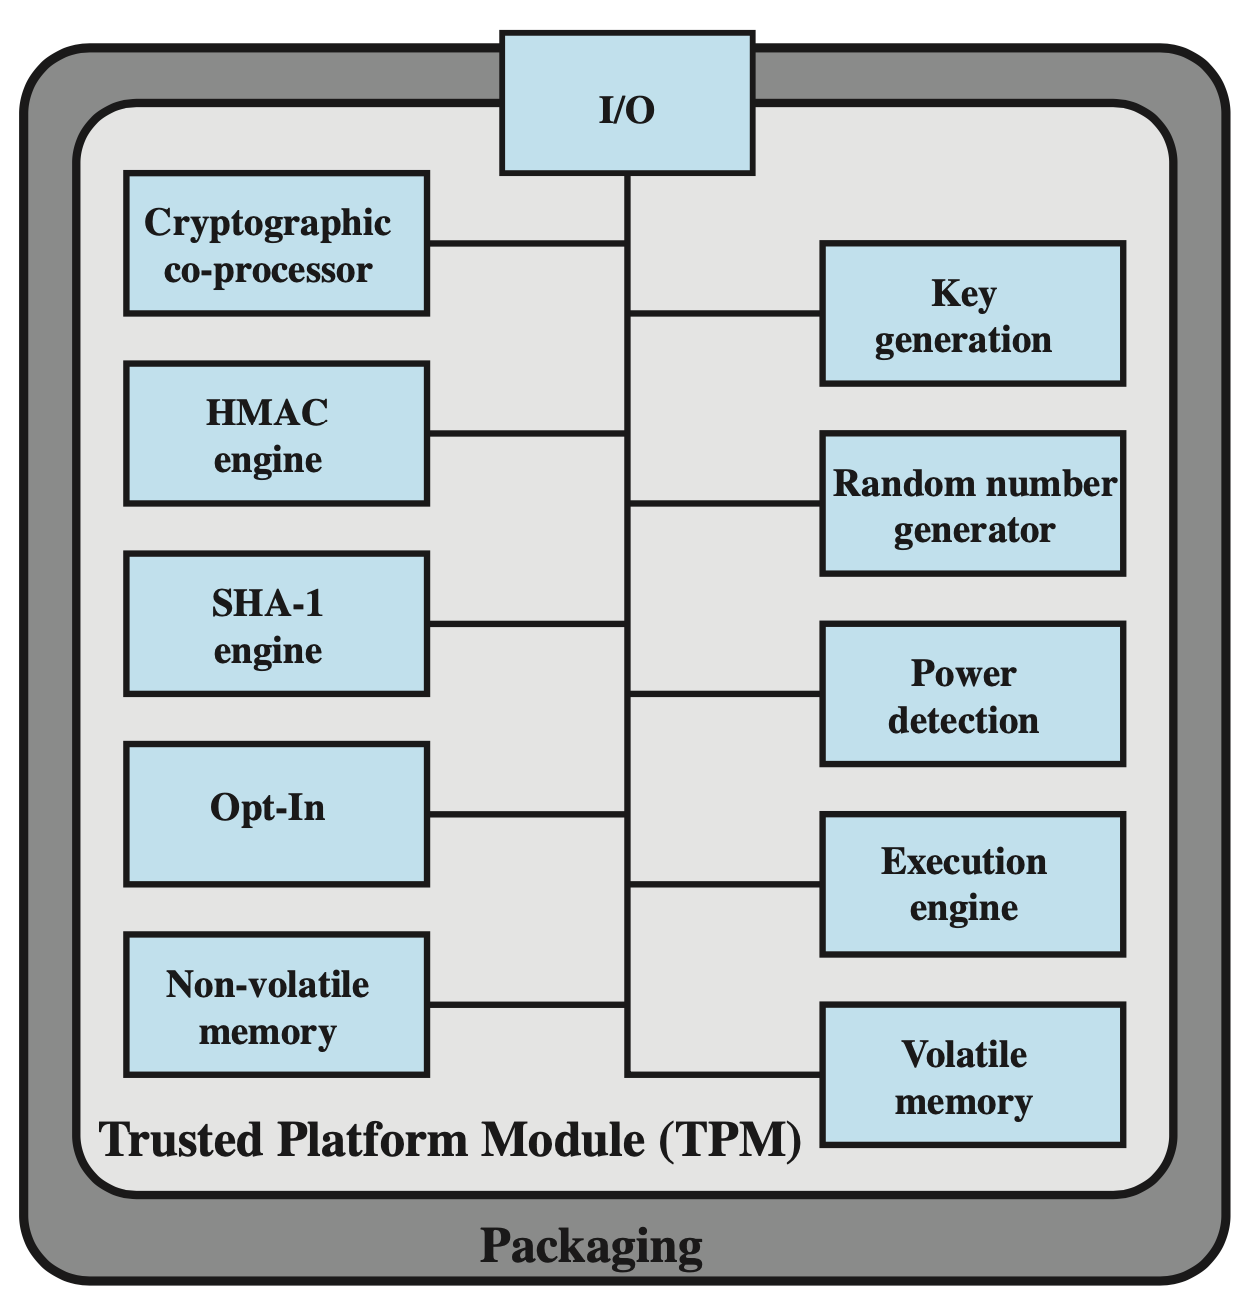 I/O
Cryptographic
co-processor
Key
generation
HMAC
engine
Random number
generator
SHA-1
engine
Power
detection
Opt-In
Execution
engine
Non-volatile
memory
Volatile
memory
Trusted Platform Module (TPM)
Packaging